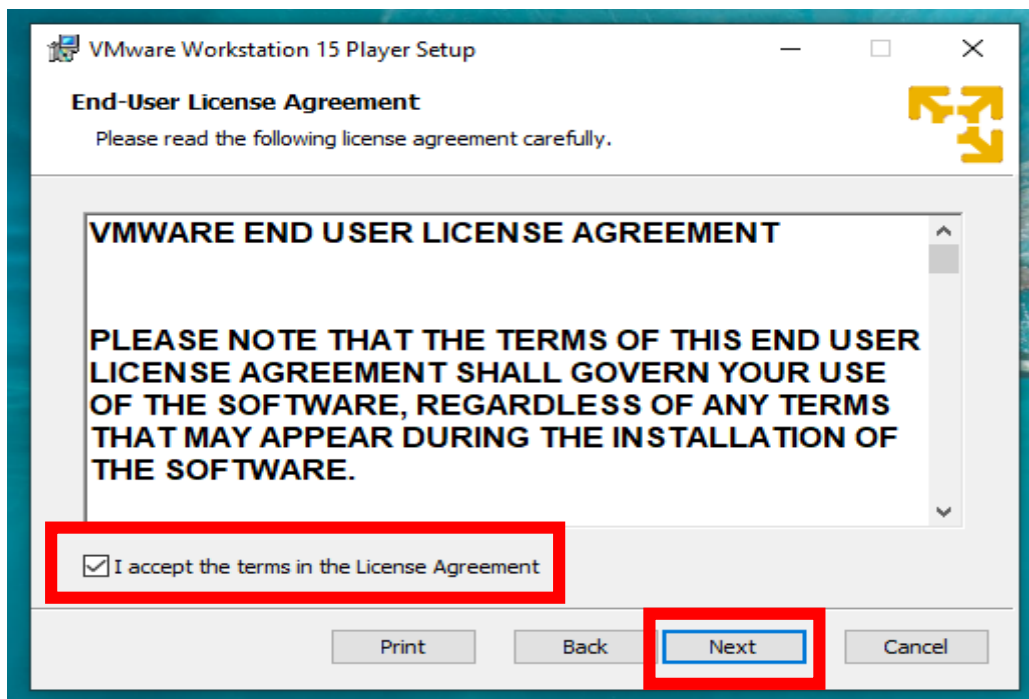 VMware Workstation 15 Player Setup
End-User License Agreement
Please read the following license agreement carefully.
VMWARE END USER LICENSE AGREEMENT
PLEASE NOTE THAT THE TERMS OF THIS END USER
LICENSE AGREEMENT SHALL GOVERN YOUR USE
OF THE SOFTWARE, REGARDLESS OF ANY TERMS
THAT MAY APPEAR DURING THE INSTALLATION OF
THE SOFTWARE.
I accept the terms in the License Agreement
Print Back Next Cancel